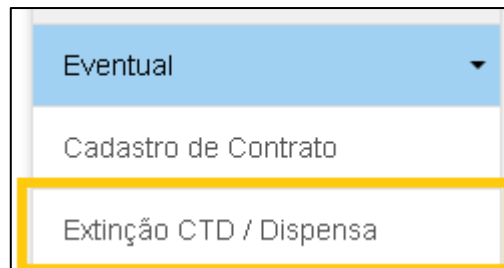 Eventual
Cadastro de Contrato
Extinção CTD / Dispensa